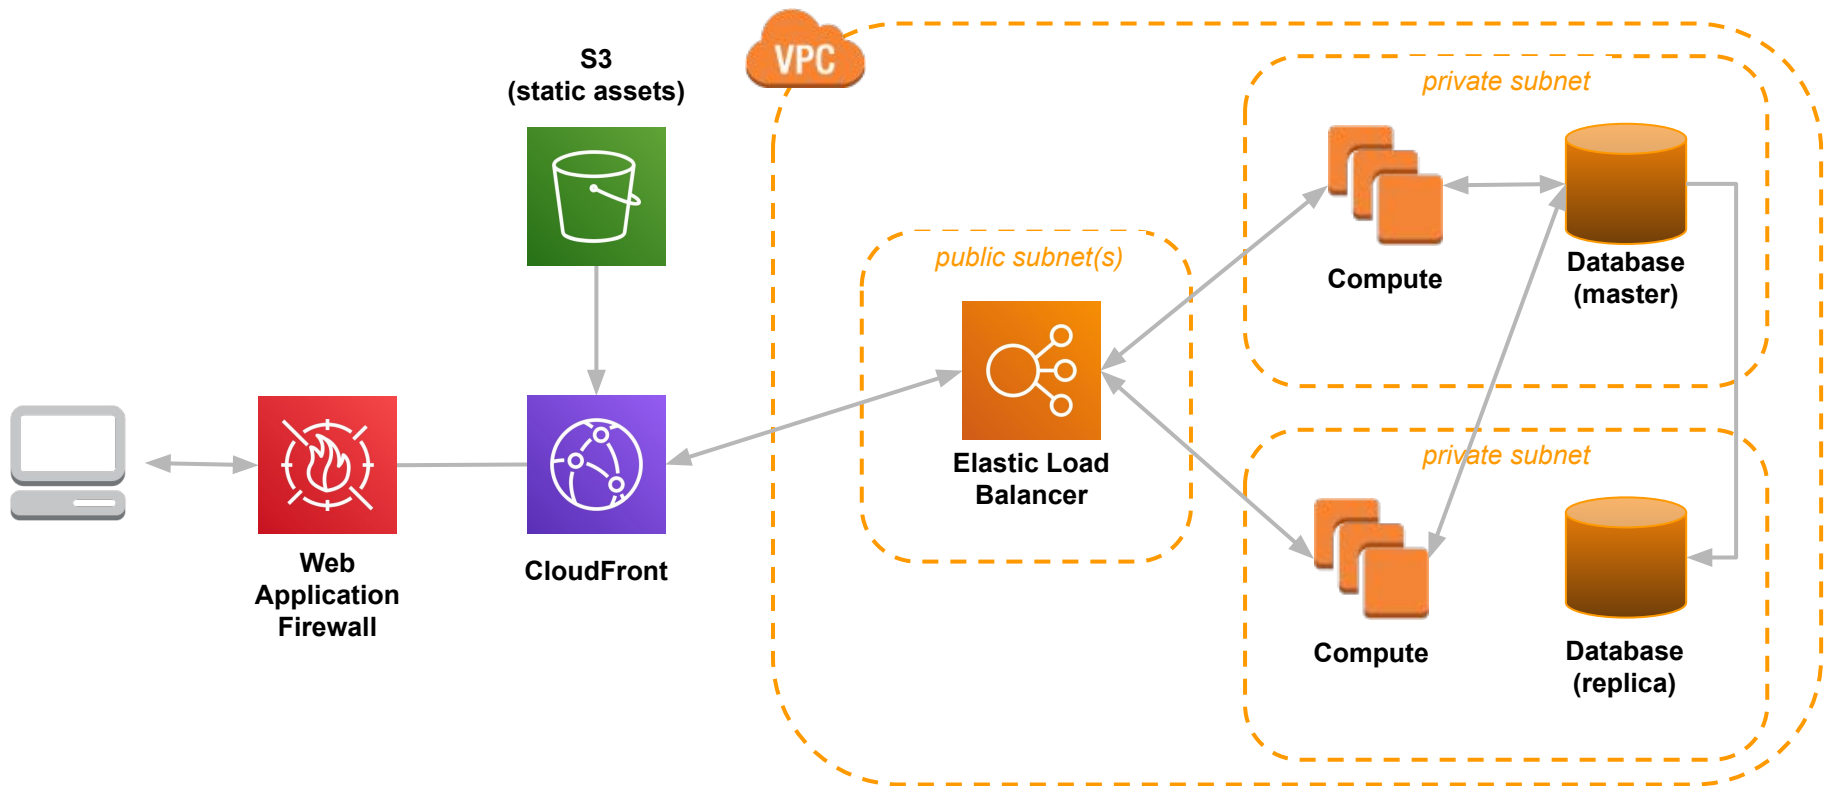 S3
(static assets)
VPC
private subnet
Compute
Database
(master)
public subnet(s)
Elastic Load
Balancer
Web
Application
Firewall
CloudFront
private subnet
Compute
Database
(replica)